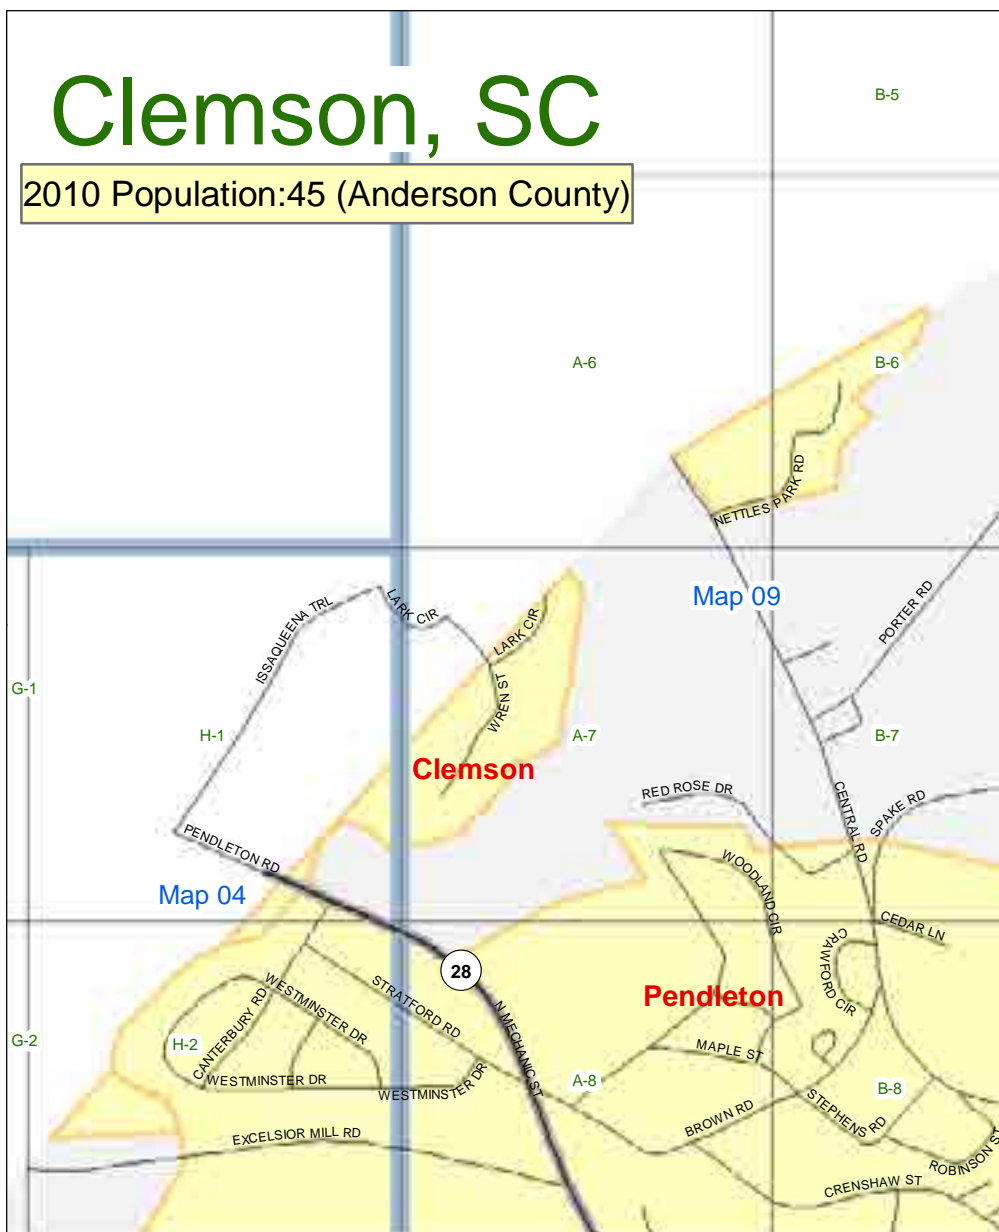 Clemson, SC
B-5
2010 Population:45 (Anderson County)
A-6
B-6
NETTLES PARK RD
Map 09
PORTER RD
ISSAQUEENA TRL
LARK CIR
LARK CIR
G-1
WREN ST
H-1
A-7
B-7
Clemson
RED ROSE DR
CENTRAL RD
SPAKE RD
PENDLETON RD
WOODLAND CIR
Map 04
CEDAR LN
CRAWFORD CIR
28
Pendleton
WESTMINSTER DR
STRATFORD RD
N MECHANIC ST
CANTERBURY RD
G-2
H-2
MAPLE ST
WESTMINSTER DR
WESTMINSTER DR
A-8
B-8
STEPHENS RD
BROWN RD
EXCELSIOR MILL RD
ROBINSON ST
CRENSHAW ST